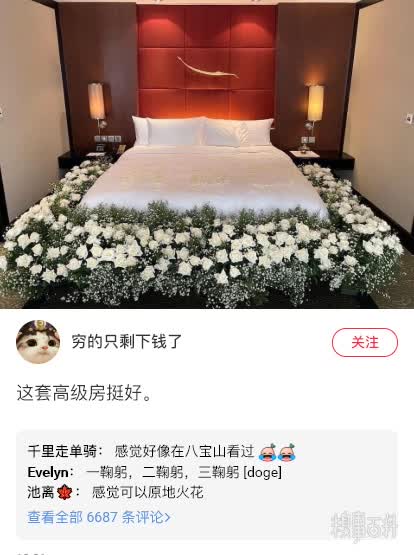 穷的只剩下钱了
关注
这套高级房挺好。
千里走单骑： 感觉好像在八宝山看过 😂😂
Evelyn： 一鞠躬，二鞠躬，三鞠躬 [doge]
池离🍁： 感觉可以原地火花
查看全部 6687 条评论>